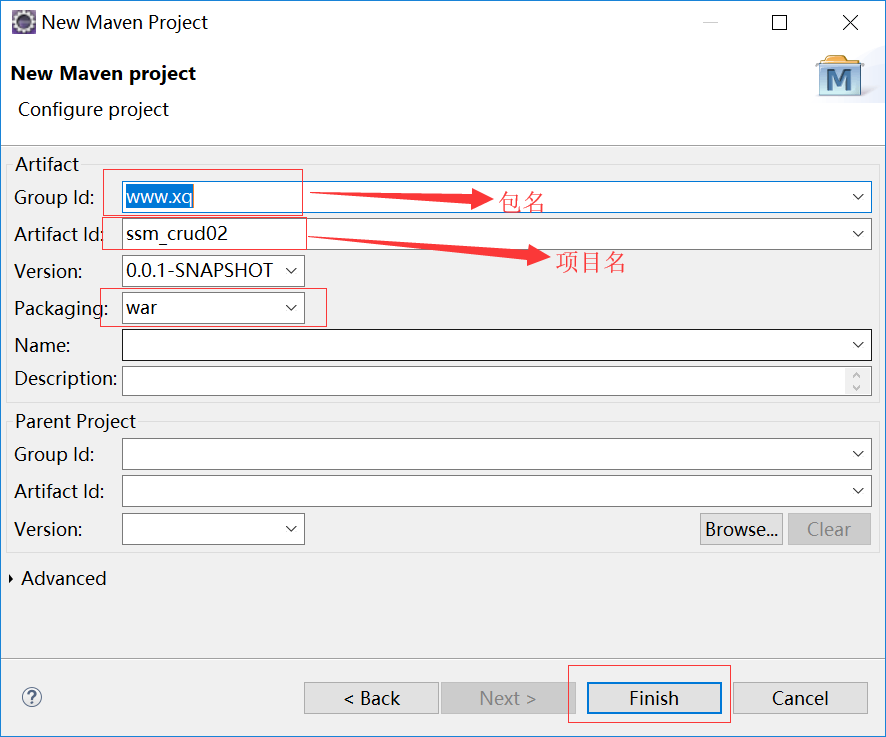 New Maven Project
New Maven project
Configure project
Artifact
Group Id: www.xq 包名
Artifact Id: ssm_crud02 项目名
Version: 0.0.1-SNAPSHOT
Packaging: war
Name:
Description:
Parent Project
Group Id:
Artifact Id:
Version: Browse... Clear
Advanced
< Back Next > Finish Cancel